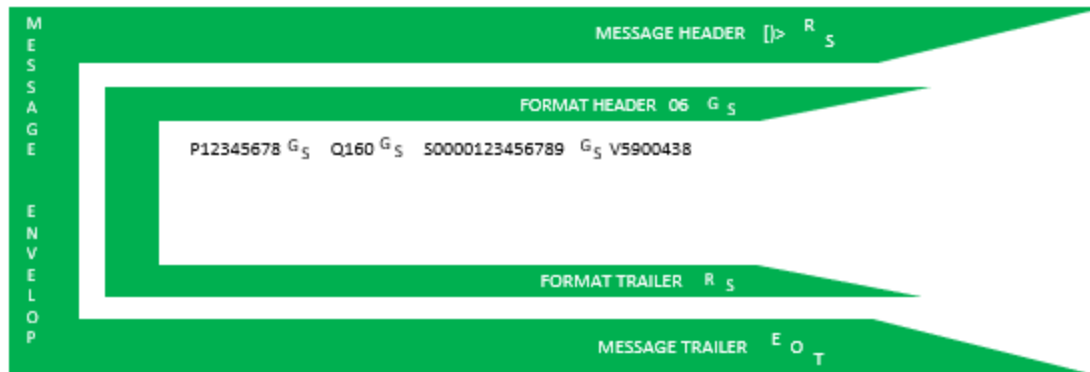 MESSAGE ENVELOP
MESSAGE HEADER [)> RS
FORMAT HEADER 06 GS
P12345678 GS Q160 GS S0000123456789 GS V5900438
FORMAT TRAILER RS
MESSAGE TRAILER EOT